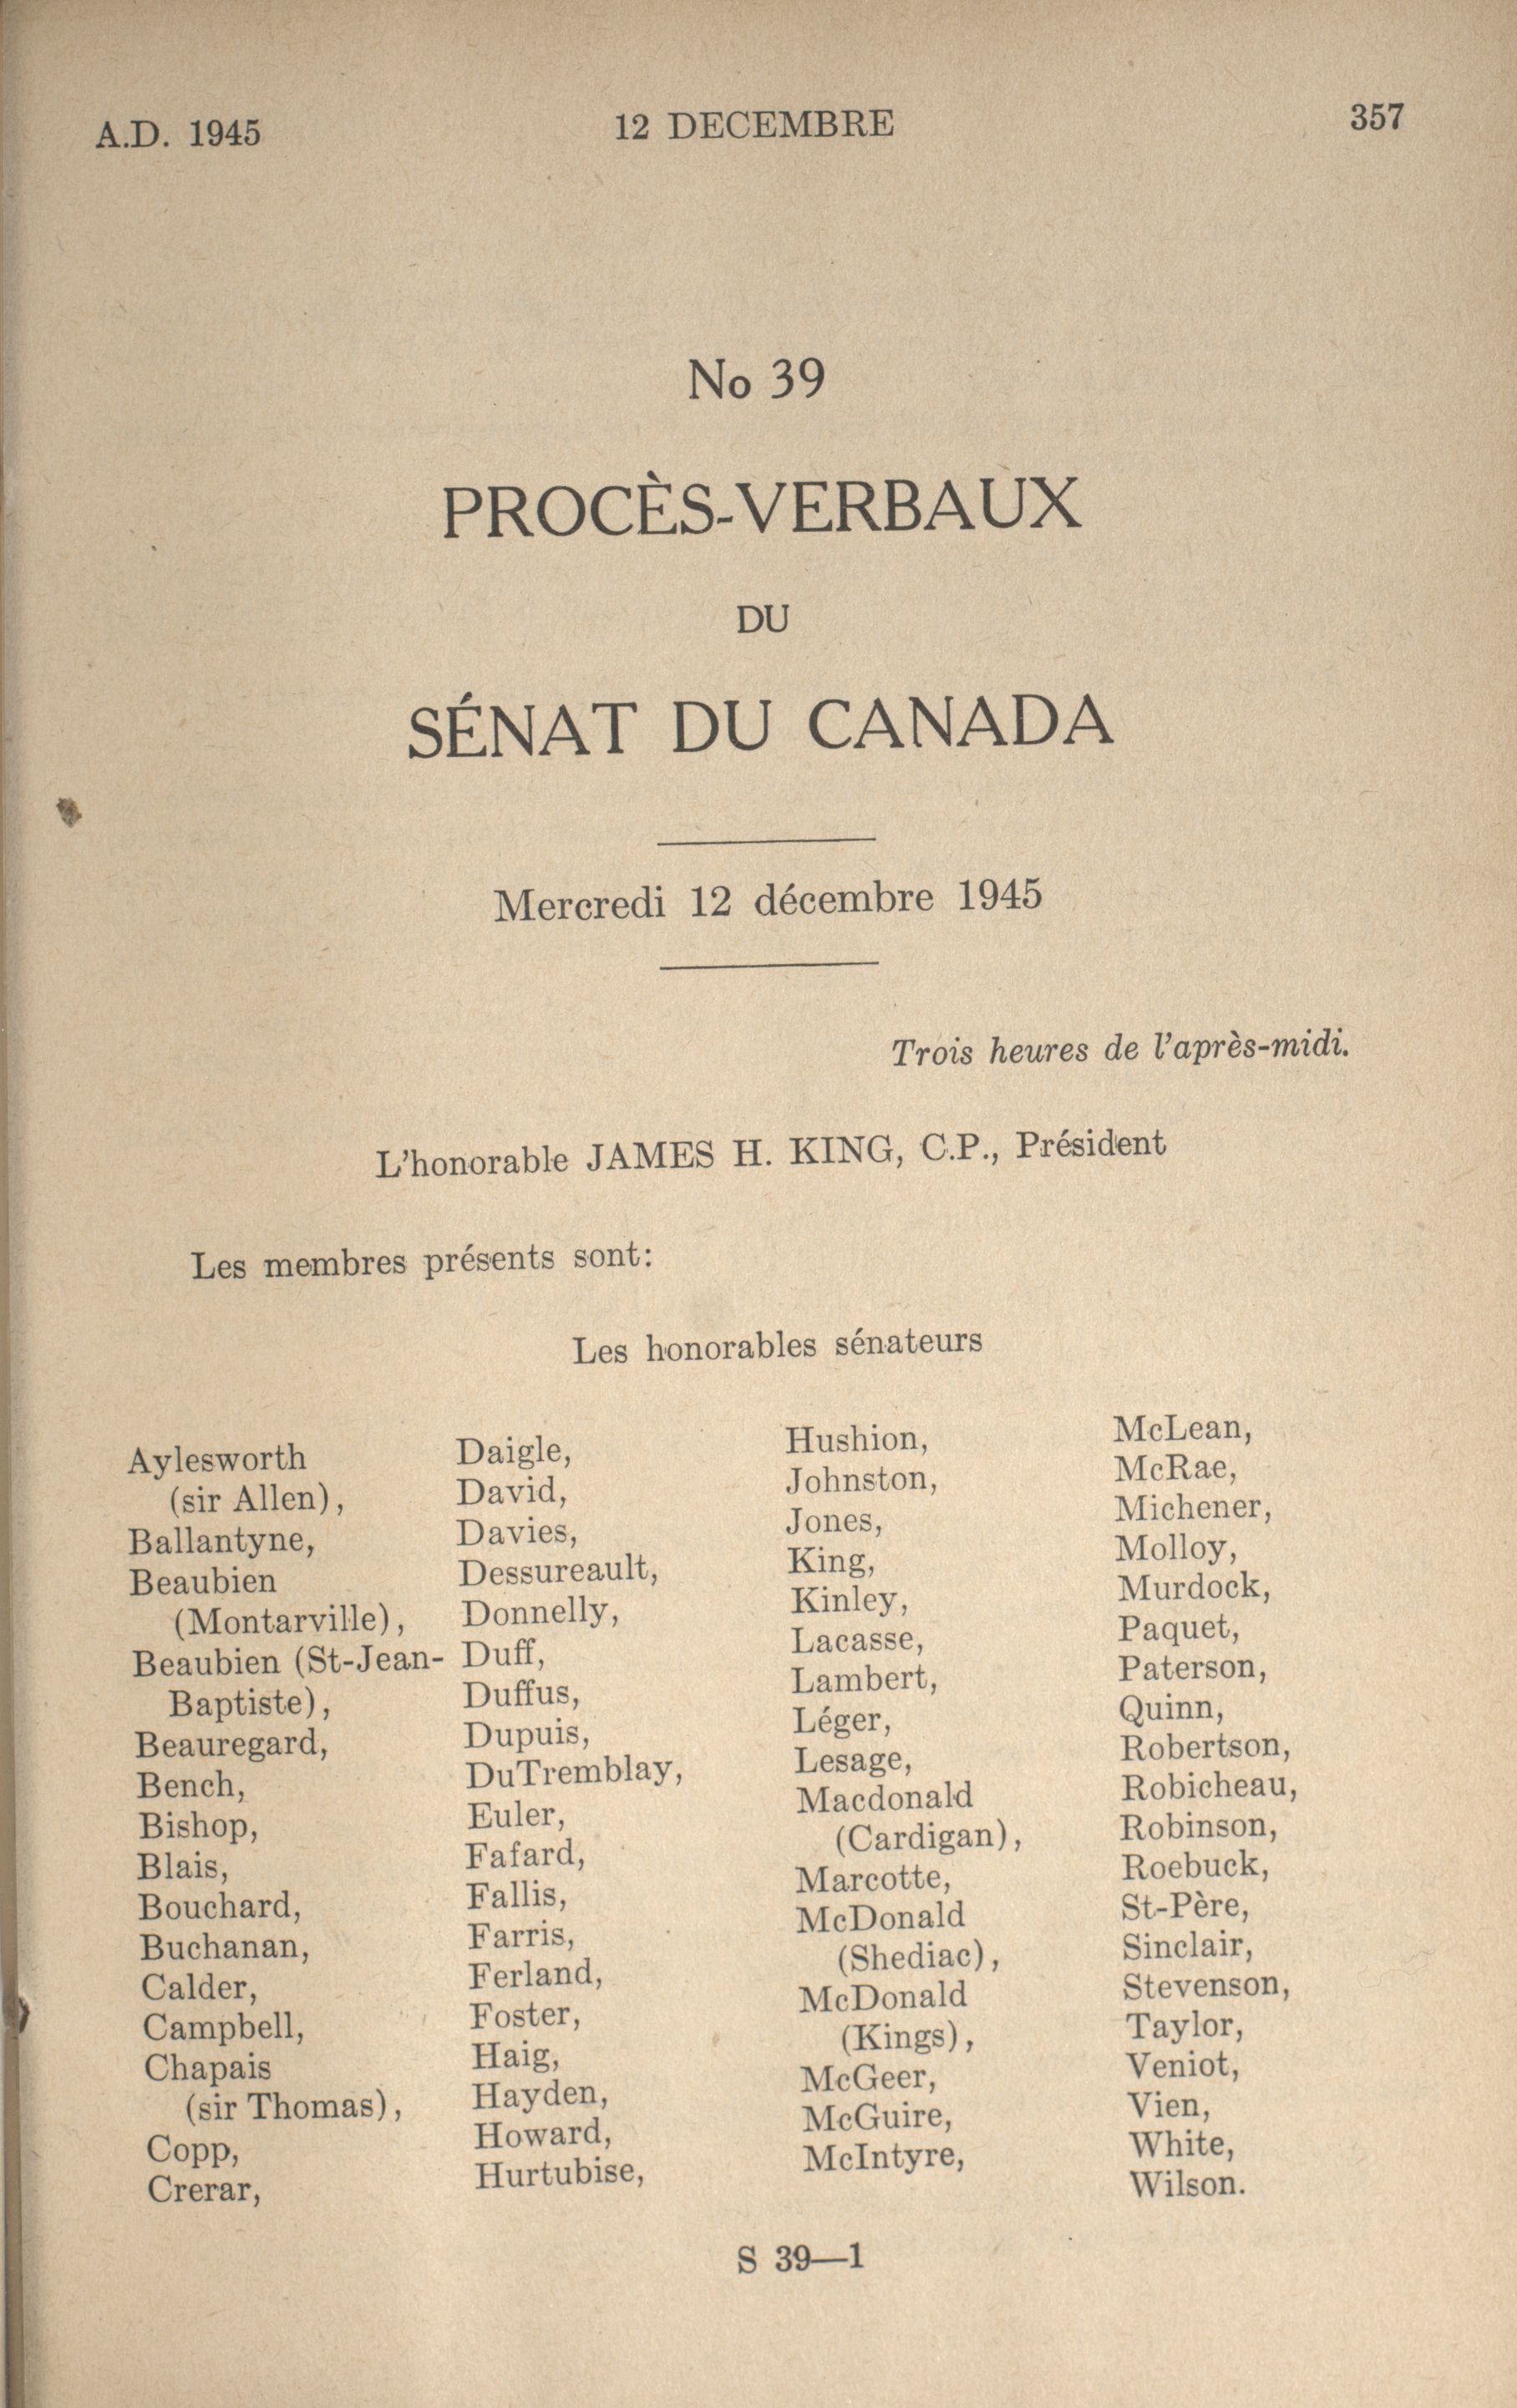 A.D. 1945 12 DECEMBRE 357
No 39
PROCÈS-VERBAUX
DU
SÉNAT DU CANADA
Mercredi 12 décembre 1945
Trois heures de l'après-midi.
L'honorable JAMES H. KING, C.P., Président
Les membres présents sont:
Les honorables sénateurs
Aylesworth
(sir Allen),
Ballantyne,
Beaubien
(Montarville),
Beaubien (St-Jean-
Baptiste),
Beauregard,
Bench,
Bishop,
Blais,
Bouchard,
Buchanan,
Calder,
Campbell,
Chapais
(sir Thomas),
Copp,
Crerar,
Daigle,
David,
Davies,
Dessureault,
Donnelly,
Duff,
Duffus,
Dupuis,
DuTremblay,
Euler,
Fafard,
Fallis,
Farris,
Ferland,
Foster,
Haig,
Hayden,
Howard,
Hurtubise,
Hushion,
Johnston,
Jones,
King,
Kinley,
Lacasse,
Lambert,
Léger,
Lesage,
Macdonald
(Cardigan),
Marcotte,
McDonald
(Shediac),
McDonald
(Kings),
McGeer,
McGuire,
McIntyre,
McLean,
McRae,
Michener,
Molloy,
Murdock,
Paquet,
Paterson,
Quinn,
Robertson,
Robicheau,
Robinson,
Roebuck,
St-Père,
Sinclair,
Stevenson,
Taylor,
Veniot,
Vien,
White,
Wilson.
S 39—1